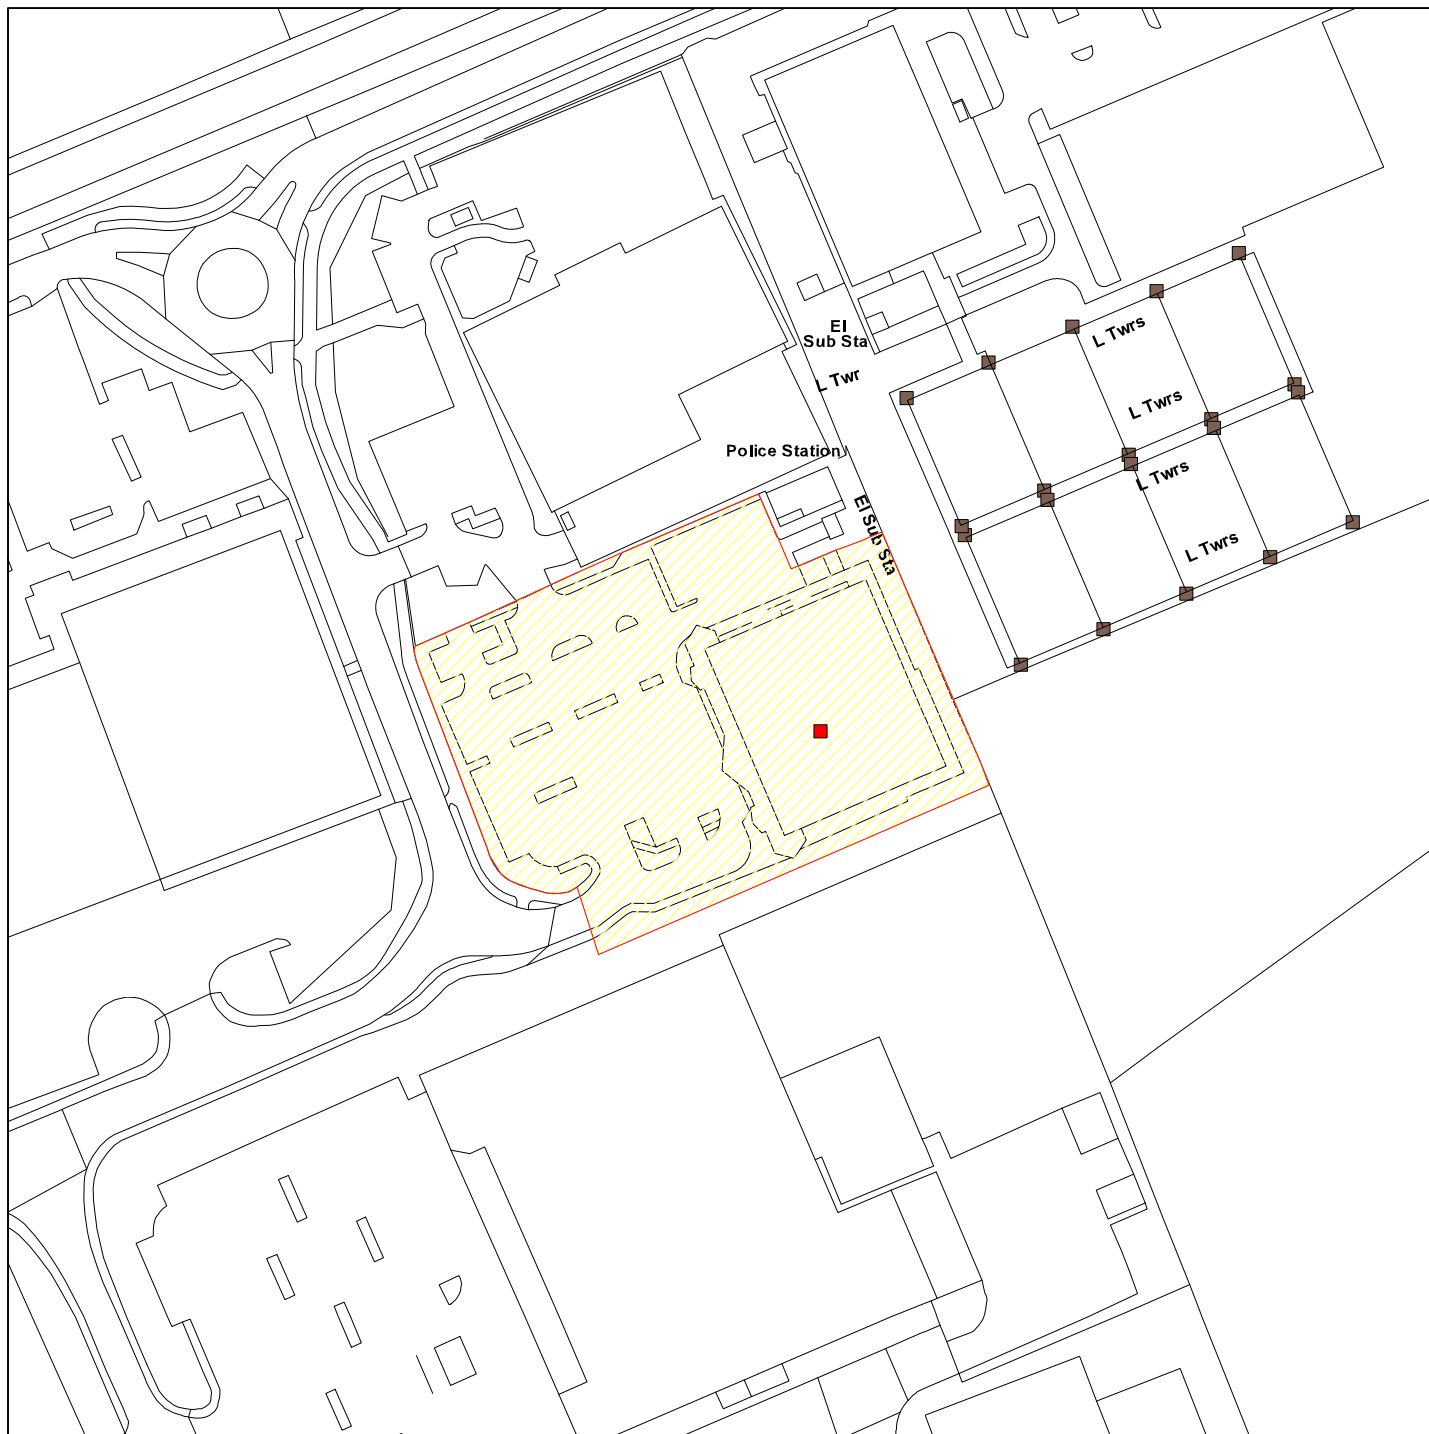 El
Sub Sta
L Twrs
L Twr
L Twrs
Police Station
L Twrs
El Sub Sta
L Twrs